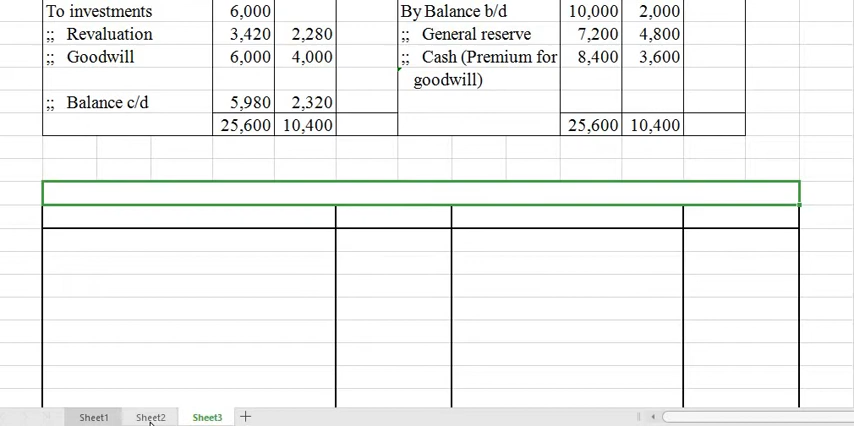 To investments 6,000 By Balance b/d 10,000 2,000
;; Revaluation 3,420 2,280 ;; General reserve 7,200 4,800
;; Goodwill 6,000 4,000 ;; Cash (Premium for 8,400 3,600
goodwill)
;; Balance c/d 5,980 2,320
25,600 10,400 25,600 10,400
Sheet1 Sheet2 Sheet3 +